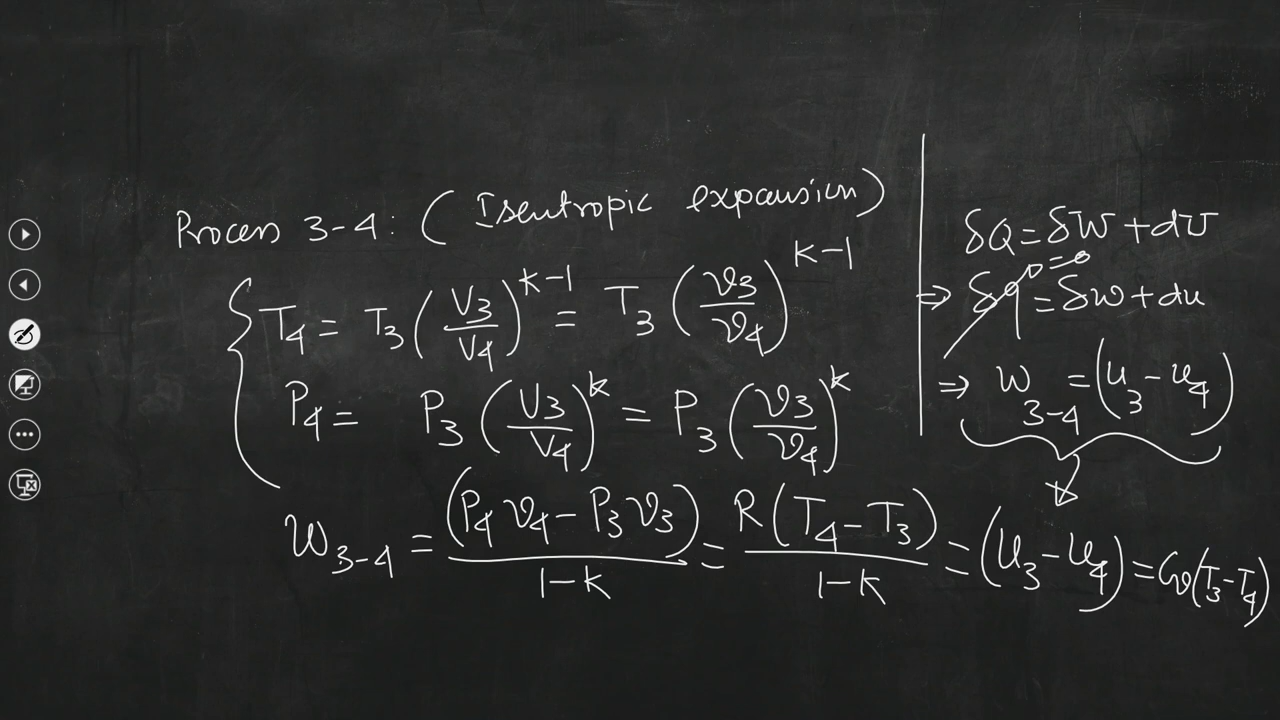 Process 3-4: (Isentropic expansion)
T4 = T3 (V3/V4)^k-1 = T3 (v3/v4)^k-1
P4 = P3 (V3/V4)^k = P3 (v3/v4)^k
w3-4 = (P4 v4 - P3 v3)/1-k = R(T4 - T3)/1-k = (u3 - u4) = Cv(T3 - T4)
δQ = δW + dU
⇒ δq = 0 = δw + du
⇒ w3-4 = (u3 - u4)